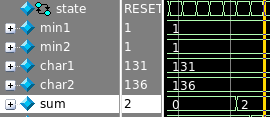 state RESET
min1 1 1
min2 1 1
char1 131 131
char2 136 136
sum 2 0 2